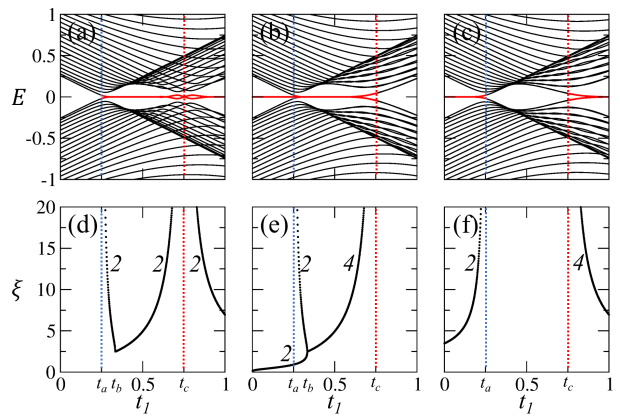 (a) (b) (c)
1
0.5
E 0
-0.5
-1
(d) (e) (f)
20
15
ξ 10
5
0
2 2 2
2 2 4
2 4
0 t_a t_b 0.5 t_c 1
0 t_a t_b 0.5 t_c 1
0 t_a 0.5 t_c 1
t_1 t_1 t_1